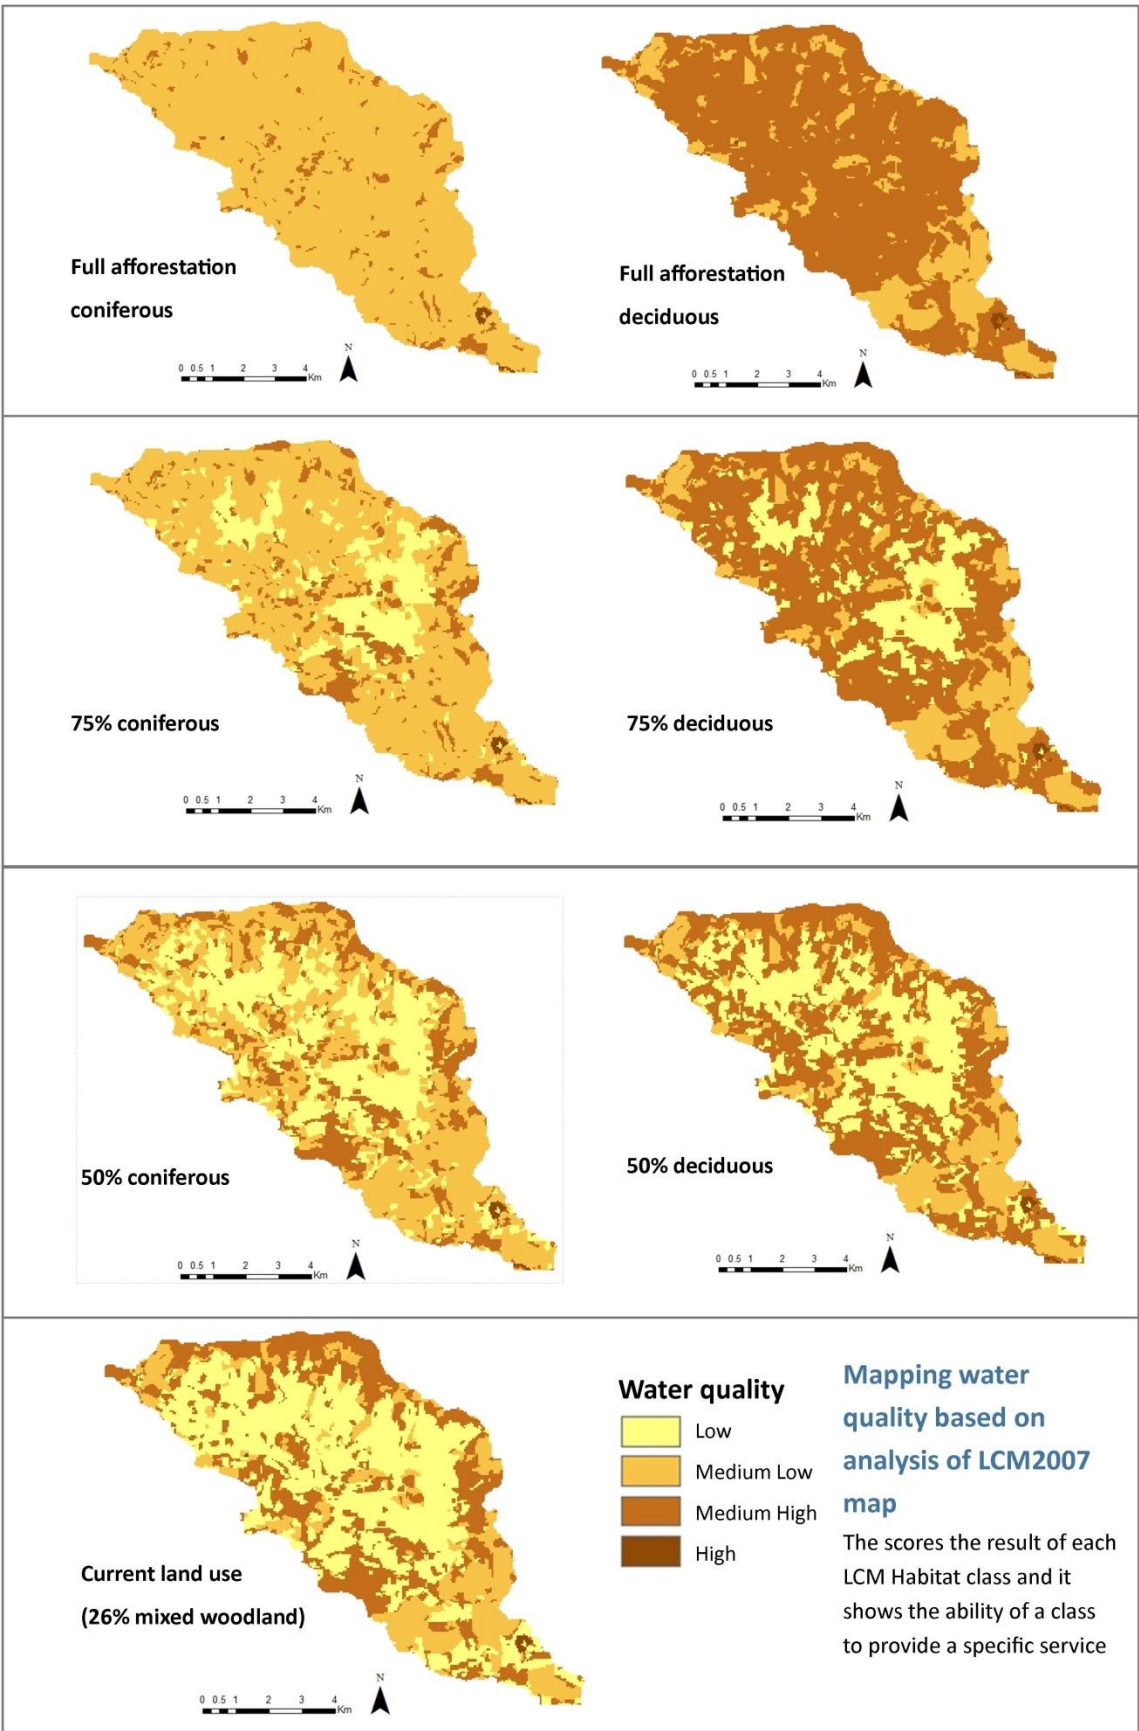 Full afforestation
coniferous
N
0 0.5 1 2 3 4
Km
Full afforestation
deciduous
N
0 0.5 1 2 3 4
Km
75% coniferous
N
0 0.5 1 2 3 4
Km
75% deciduous
N
0 0.5 1 2 3 4
Km
50% coniferous
N
0 0.5 1 2 3 4
Km
50% deciduous
N
0 0.5 1 2 3 4
Km
Current land use
(26% mixed woodland)
N
0 0.5 1 2 3 4
Km
Water quality
Low
Medium Low
Medium High
High
Mapping water
quality based on
analysis of LCM2007
map
The scores the result of each
LCM Habitat class and it
shows the ability of a class
to provide a specific service